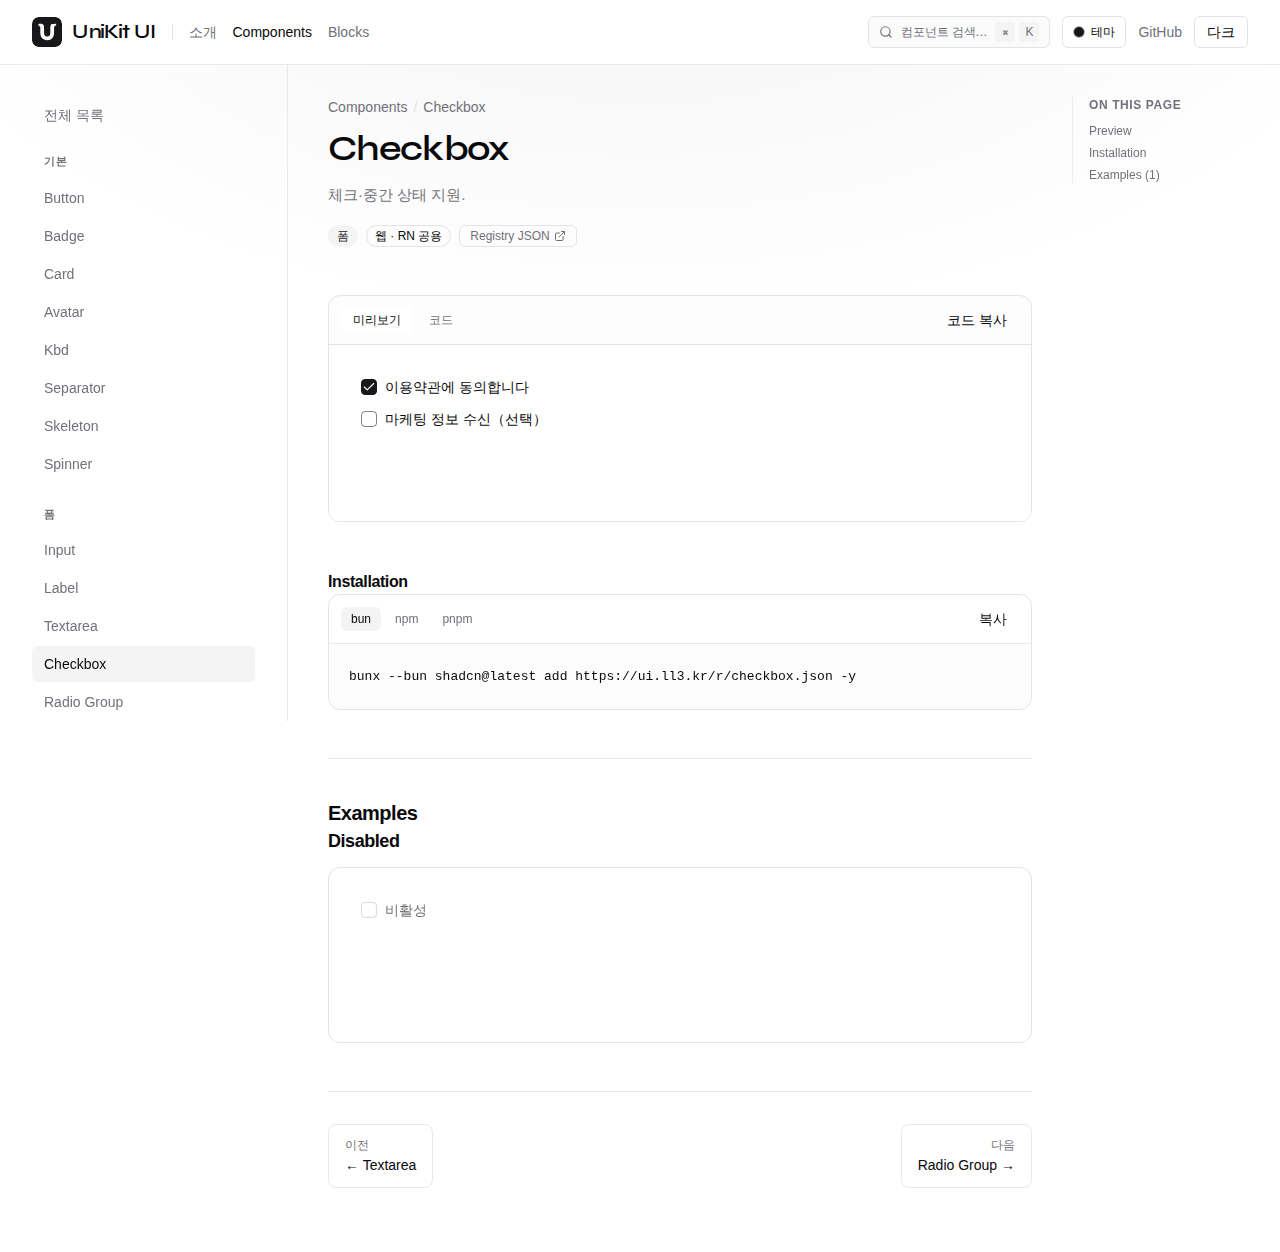 UniKit UI
소개 Components Blocks
컴포넌트 검색… ⌘ K
테마
GitHub
다크
전체 목록
기본
Button
Badge
Card
Avatar
Kbd
Separator
Skeleton
Spinner
폼
Input
Label
Textarea
Checkbox
Radio Group
Components / Checkbox
Checkbox
체크·중간 상태 지원.
폼 웹 · RN 공용 Registry JSON
미리보기 코드 코드 복사
이용약관에 동의합니다
마케팅 정보 수신（선택）
Installation
bun npm pnpm 복사
bunx --bun shadcn@latest add https://ui.ll3.kr/r/checkbox.json -y
Examples
Disabled
비활성
이전
← Textarea
다음
Radio Group →
ON THIS PAGE
Preview
Installation
Examples (1)